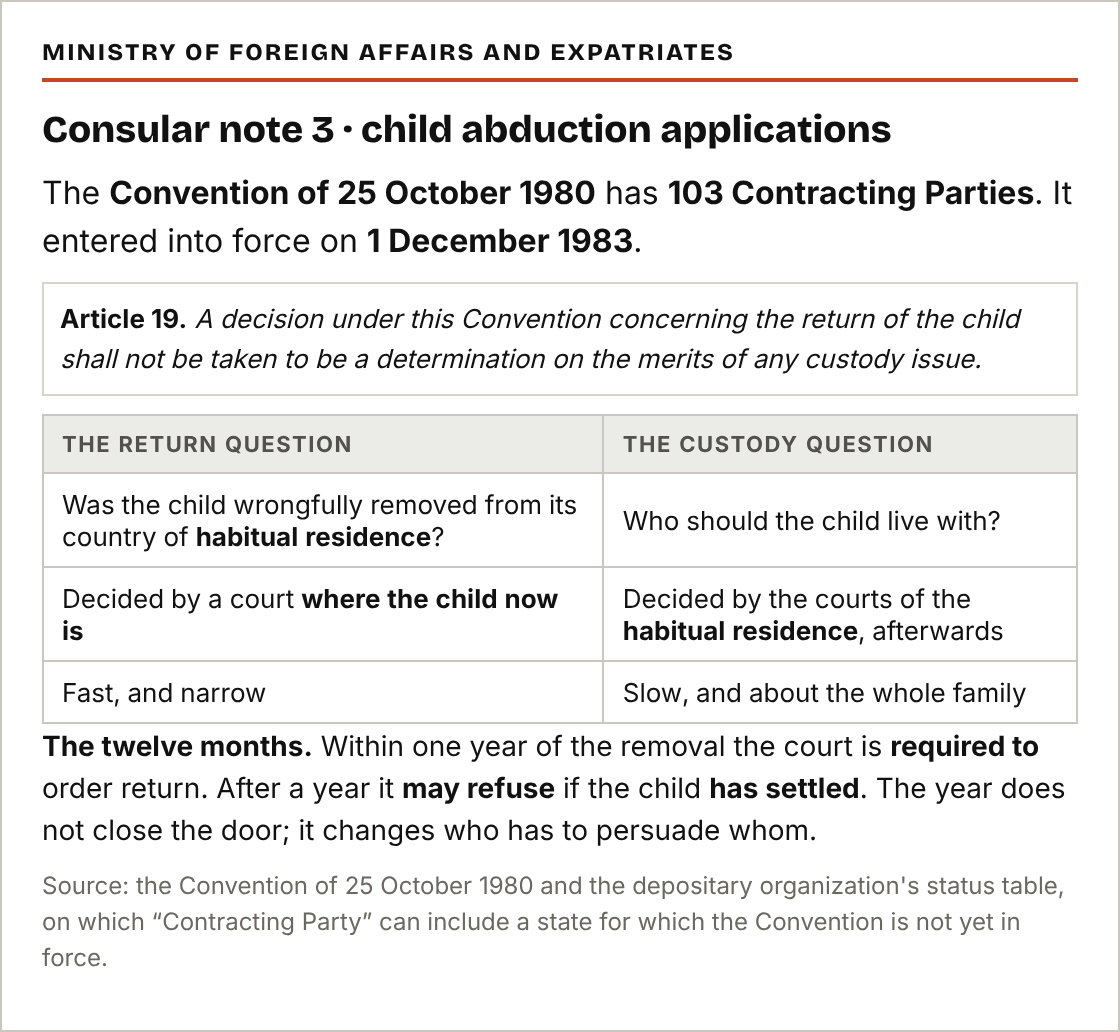 MINISTRY OF FOREIGN AFFAIRS AND EXPATRIATES
Consular note 3 · child abduction applications
The Convention of 25 October 1980 has 103 Contracting Parties. It
entered into force on 1 December 1983.
Article 19. A decision under this Convention concerning the return of the child
shall not be taken to be a determination on the merits of any custody issue.
THE RETURN QUESTION
THE CUSTODY QUESTION
Was the child wrongfully removed from its
country of habitual residence?
Who should the child live with?
Decided by a court where the child now
is
Decided by the courts of the
habitual residence, afterwards
Fast, and narrow
Slow, and about the whole family
The twelve months. Within one year of the removal the court is required to
order return. After a year it may refuse if the child has settled. The year does
not close the door; it changes who has to persuade whom.
Source: the Convention of 25 October 1980 and the depositary organization's status table,
on which “Contracting Party” can include a state for which the Convention is not yet in
force.